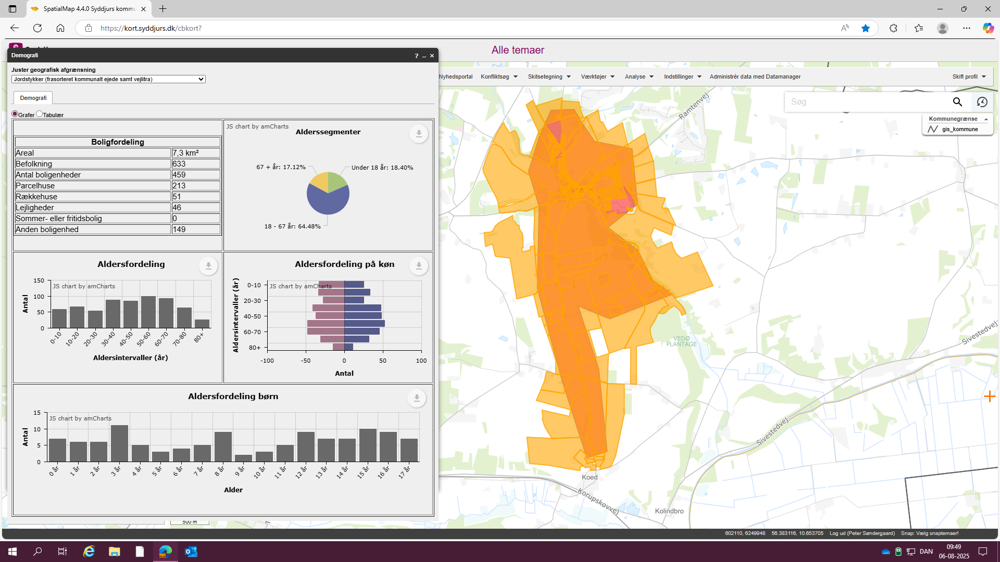 SpatialMap 4.4.0 Syddjurs kommu
https://kort.syddjurs.dk/cbkort?
Alle temaer
Demografi
? _ ×
Juster geografisk afgrænsning
Jordstykker (frasorteret kommunalt ejede samt vejlitra)
Demografi
Grafer Tabulær
Nyhedsportal Konfliktsøg Skitsetegning Værktøjer Analyse Indstillinger Administrér data med Datamanager Skift profil
Søg
Kommunegrænse
gis_kommune
Boligfordeling
Areal 7,3 km²
Befolkning 633
Antal boligenheder 459
Parcelhuse 213
Rækkehuse 51
Lejligheder 46
Sommer- eller fritidsbolig 0
Anden boligenhed 149
JS chart by amCharts
Alderssegmenter
67 + år: 17.12%
Under 18 år: 18.40%
18 - 67 år: 64.48%
Aldersfordeling
JS chart by amCharts
Antal
150
100
50
0
0-10 10-20 20-30 30-40 40-50 50-60 60-70 70-80 80+
Aldersintervaller (år)
Aldersfordeling på køn
JS chart by amCharts
Aldersintervaller (år)
0-10
20-30
40-50
60-70
80+
-100 -50 0 50 100
Antal
Aldersfordeling børn
JS chart by amCharts
Antal
15
10
5
0
0 år 1 år 2 år 3 år 4 år 5 år 6 år 7 år 8 år 9 år 10 år 11 år 12 år 13 år 14 år 15 år 16 år 17 år
Alder
500 m
Ramtenvej
VEDØ
PLANTAGE
Sivestedvej
Sivestedvej
Koed
Korupskovvej
Kolindbro
602110, 6249948 56.383116, 10.653705 Log ud (Peter Søndergaard) Snap: Vælg snaptemaer!
DAN
09:49
06-08-2025